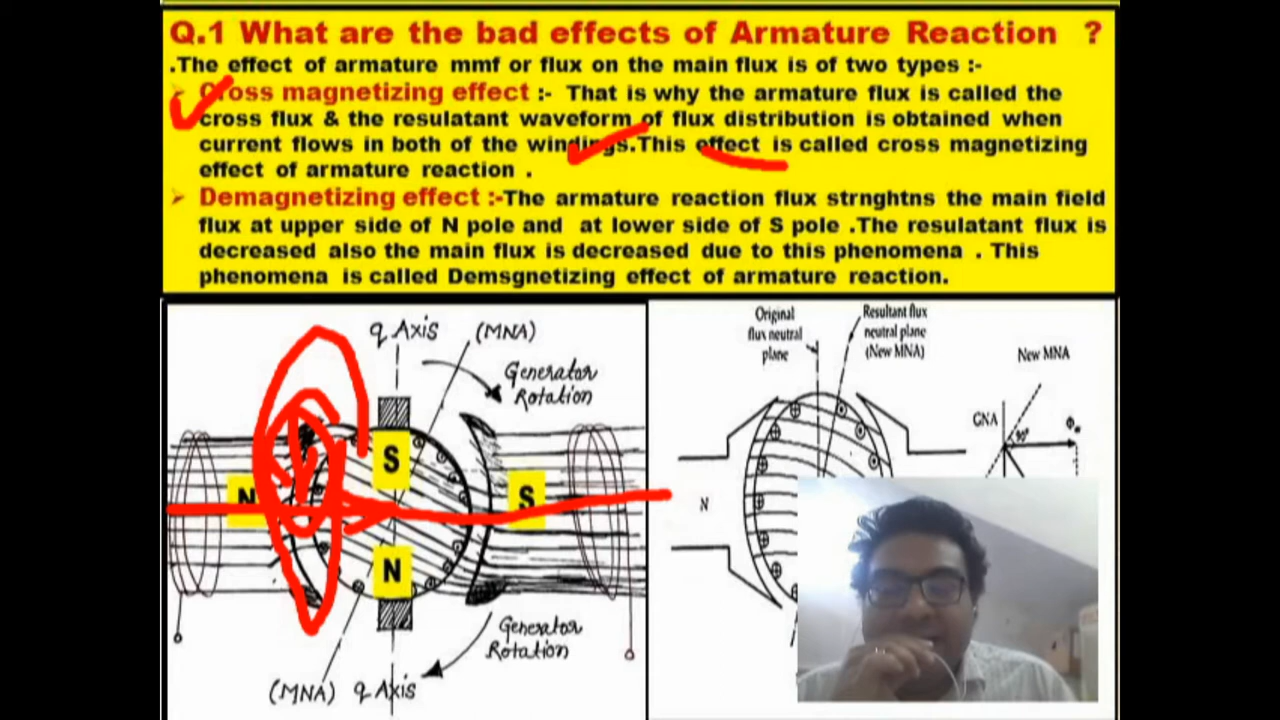 Q.1 What are the bad effects of Armature Reaction ?
.The effect of armature mmf or flux on the main flux is of two types :-
Cross magnetizing effect :- That is why the armature flux is called the
cross flux & the resulatant waveform of flux distribution is obtained when
current flows in both of the windings.This effect is called cross magnetizing
effect of armature reaction .
Demagnetizing effect :-The armature reaction flux strnghtns the main field
flux at upper side of N pole and at lower side of S pole .The resulatant flux is
decreased also the main flux is decreased due to this phenomena . This
phenomena is called Demsgnetizing effect of armature reaction.
q Axis
(MNA)
Generator
Rotation
S
N
S
N
Generator
Rotation
(MNA)
q Axis
Original
flux neutral
plane
Resultant flux
neutral plane
(New MNA)
New MNA
GNA
N